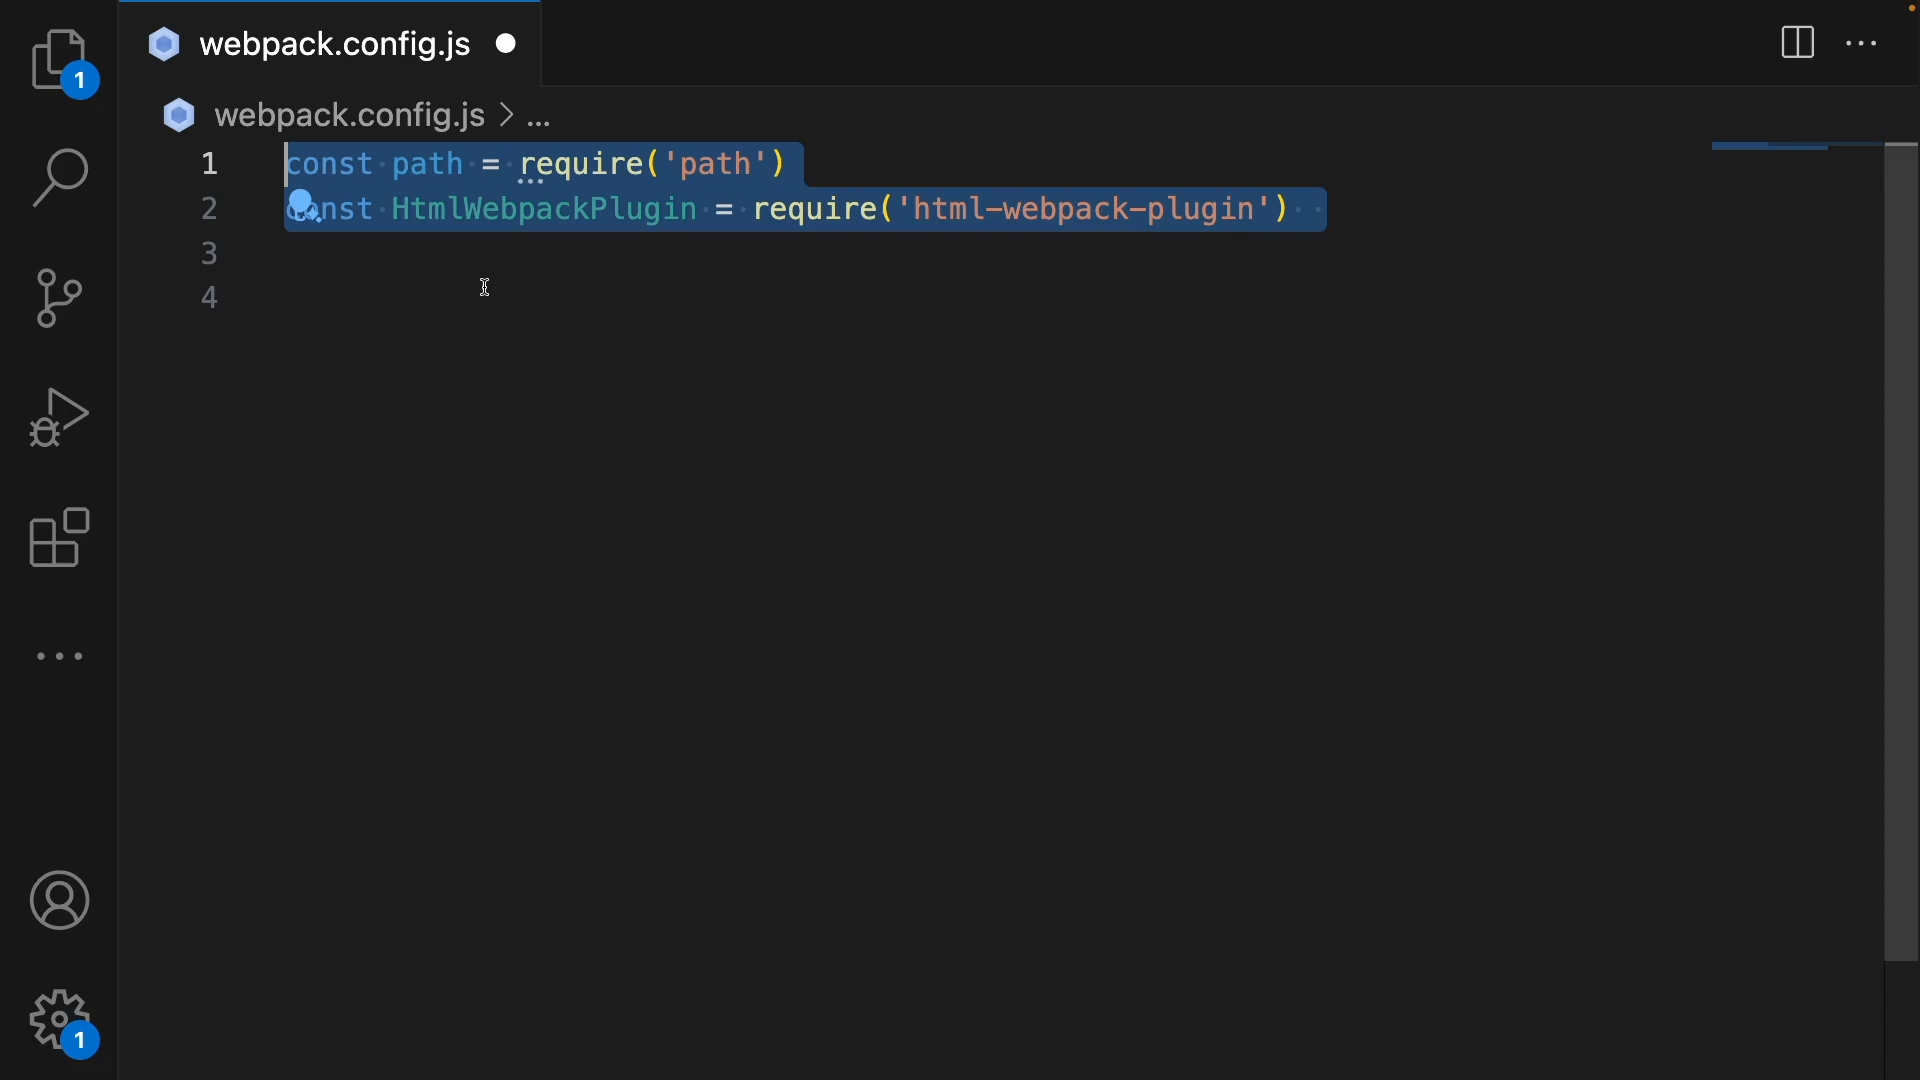 webpack.config.js
1
webpack.config.js > ...
1 const path = require('path')
2 const HtmlWebpackPlugin = require('html-webpack-plugin')
3
4
1